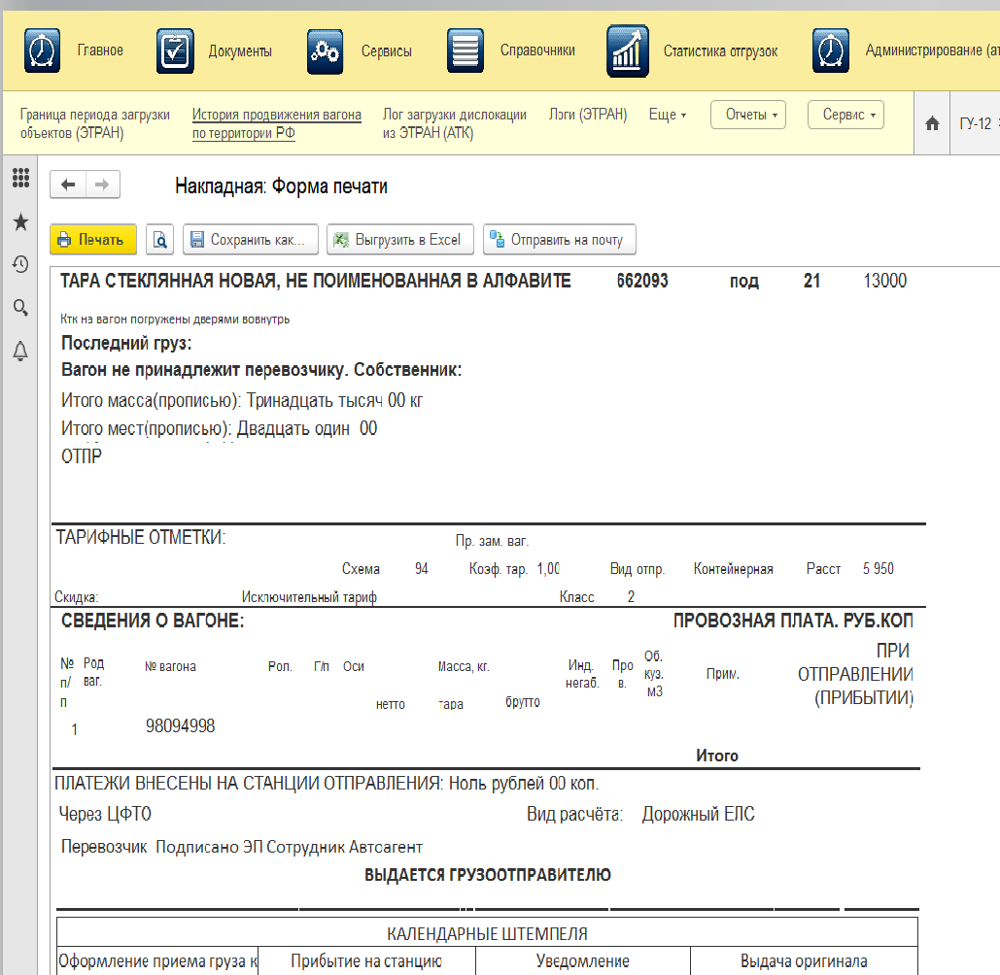 Главное Документы Сервисы Справочники Статистика отгрузок Администрирование (ат
Граница периода загрузки История продвижения вагона Лог загрузки дислокации Логи (ЭТРАН) Еще Отчеты Сервис ГУ-12
объектов (ЭТРАН) по территории РФ из ЭТРАН (АТК)
Накладная: Форма печати
Печать Сохранить как... Выгрузить в Excel Отправить на почту
ТАРА СТЕКЛЯННАЯ НОВАЯ, НЕ ПОИМЕНОВАННАЯ В АЛФАВИТЕ 662093 под 21 13000
Ктк на вагон погружены дверями вовнутрь
Последний груз:
Вагон не принадлежит перевозчику. Собственник:
Итого масса(прописью): Тринадцать тысяч 00 кг
Итого мест(прописью): Двадцать один 00
ОТПР
ТАРИФНЫЕ ОТМЕТКИ: Пр. зам. ваг.
Схема 94 Коэф. тар. 1,00 Вид отпр. Контейнерная Расст 5 950
Скидка: Исключительный тариф Класс 2
СВЕДЕНИЯ О ВАГОНЕ: ПРОВОЗНАЯ ПЛАТА. РУБ.КОП
№ п/п Род ваг. № вагона Рол. Г/п Оси Масса, кг. Инд. негаб. Про в. Об. куз. м3 Прим. ПРИ ОТПРАВЛЕНИИ (ПРИБЫТИИ)
нетто тара брутто
1 98094998
Итого
ПЛАТЕЖИ ВНЕСЕНЫ НА СТАНЦИИ ОТПРАВЛЕНИЯ: Ноль рублей 00 коп.
Через ЦФТО Вид расчёта: Дорожный ЕЛС
Перевозчик Подписано ЭП Сотрудник Автоагент
ВЫДАЕТСЯ ГРУЗООТПРАВИТЕЛЮ
КАЛЕНДАРНЫЕ ШТЕМПЕЛЯ
Оформление приема груза к Прибытие на станцию Уведомление Выдача оригинала